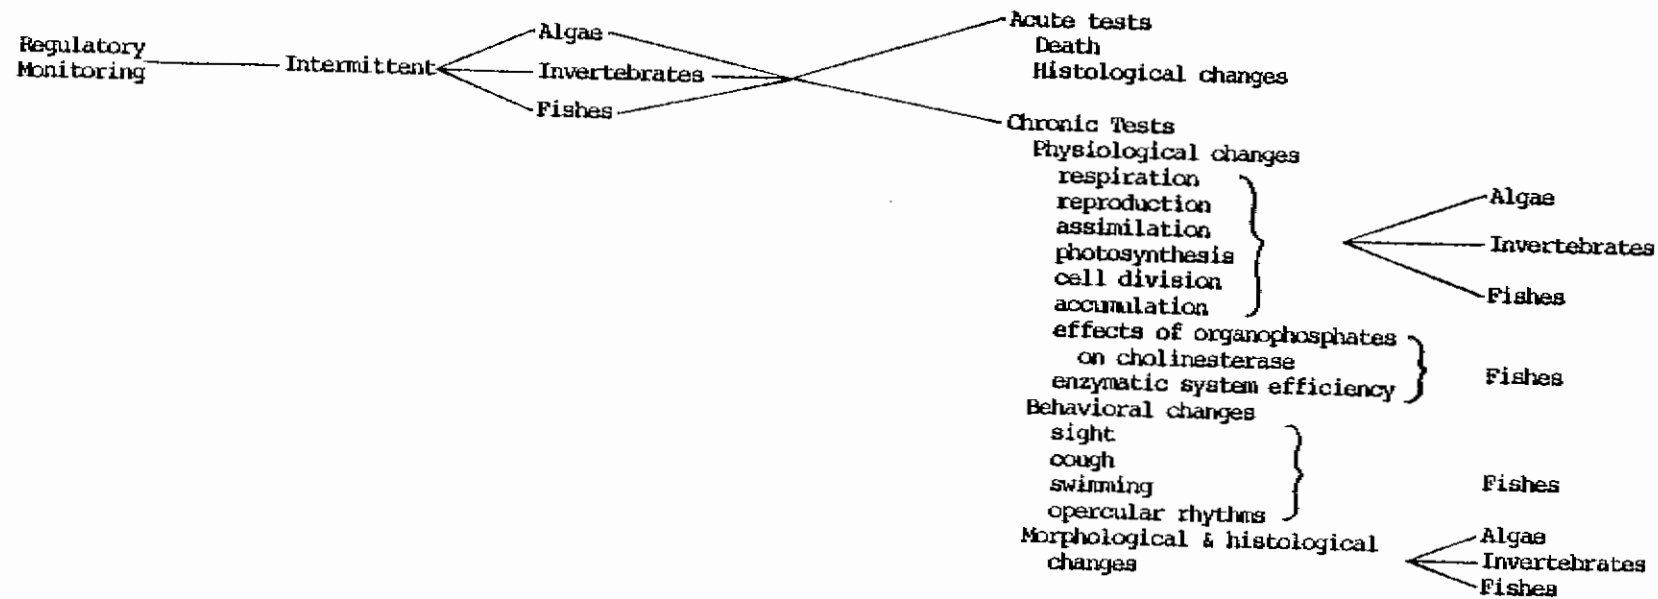 Regulatory
Monitoring
Intermittent
Algae
Invertebrates
Fishes
Acute tests
Death
Histological changes
Chronic Tests
Physiological changes
respiration
reproduction
assimilation
photosynthesis
cell division
accumulation
Algae
Invertebrates
Fishes
effects of organophosphates
on cholinesterase
enzymatic system efficiency
Fishes
Behavioral changes
sight
cough
swimming
opercular rhythms
Fishes
Morphological & histological
changes
Algae
Invertebrates
Fishes